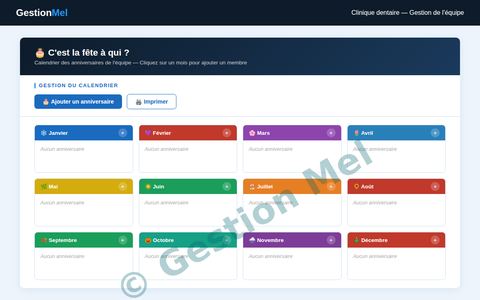 GestionMel
Clinique dentaire — Gestion de l'équipe
C'est la fête à qui ?
Calendrier des anniversaires de l'équipe — Cliquez sur un mois pour ajouter un membre
GESTION DU CALENDRIER
Ajouter un anniversaire
Imprimer
Janvier +
Février +
Mars +
Avril +
Aucun anniversaire
Aucun anniversaire
Aucun anniversaire
Aucun anniversaire
Mai +
Juin +
Juillet +
Août +
Aucun anniversaire
Aucun anniversaire
Aucun anniversaire
Aucun anniversaire
Septembre +
Octobre +
Novembre +
Décembre +
Aucun anniversaire
Aucun anniversaire
Aucun anniversaire
Aucun anniversaire
© Gestion Mel